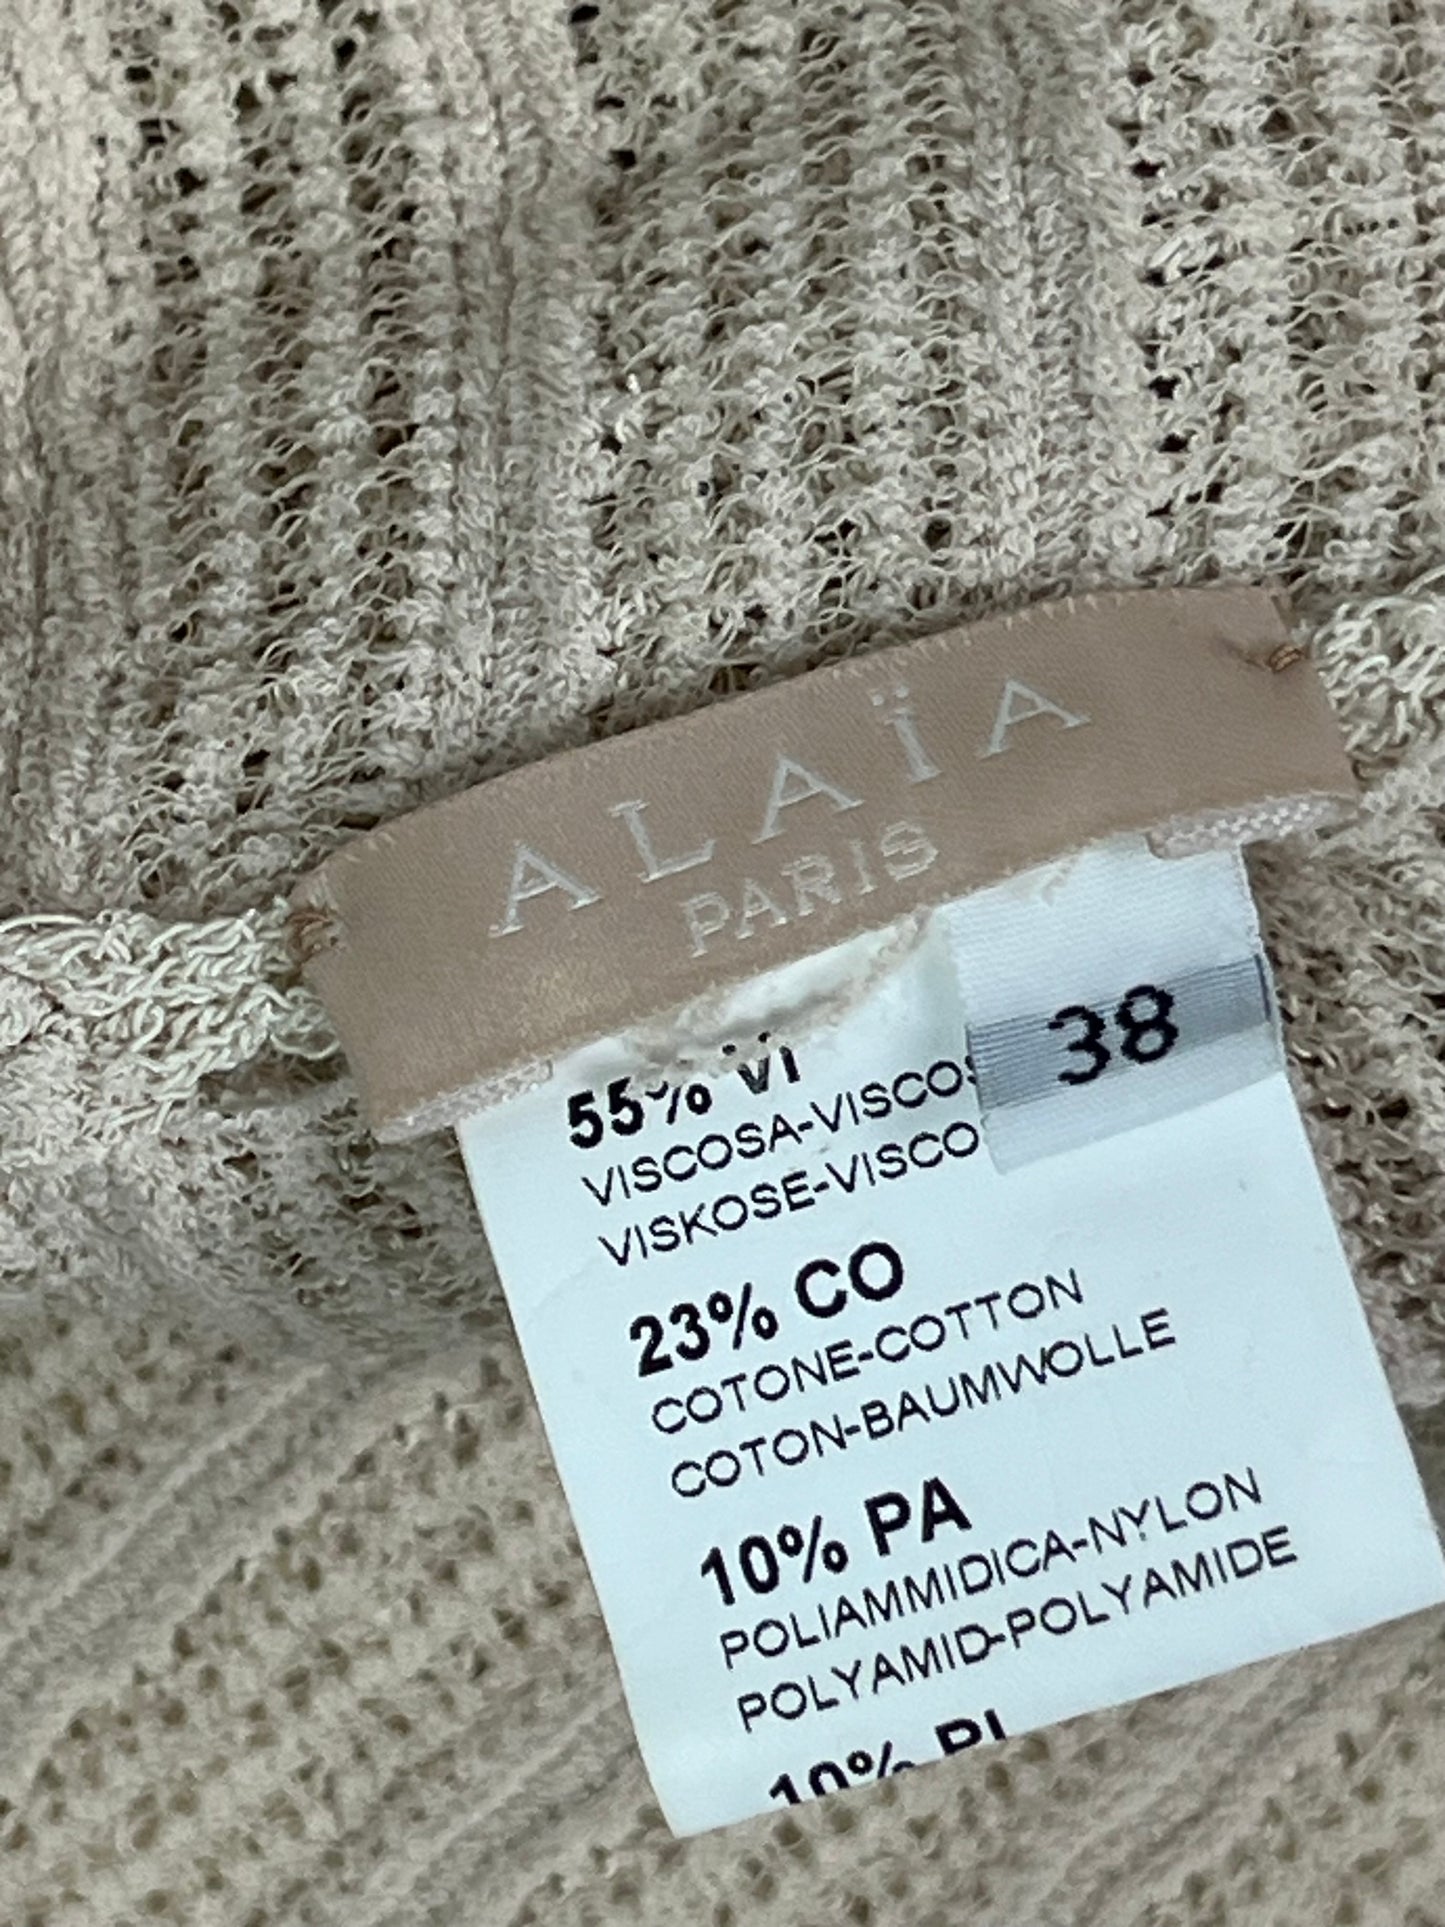 ALAÏA
PARIS
38
55% VI
VISCOSA-VISCOS
VISKOSE-VISCO
23% CO
COTONE-COTTON
COTON-BAUMWOLLE
10% PA
POLIAMMIDICA-NYLON
POLYAMID-POLYAMIDE
10%